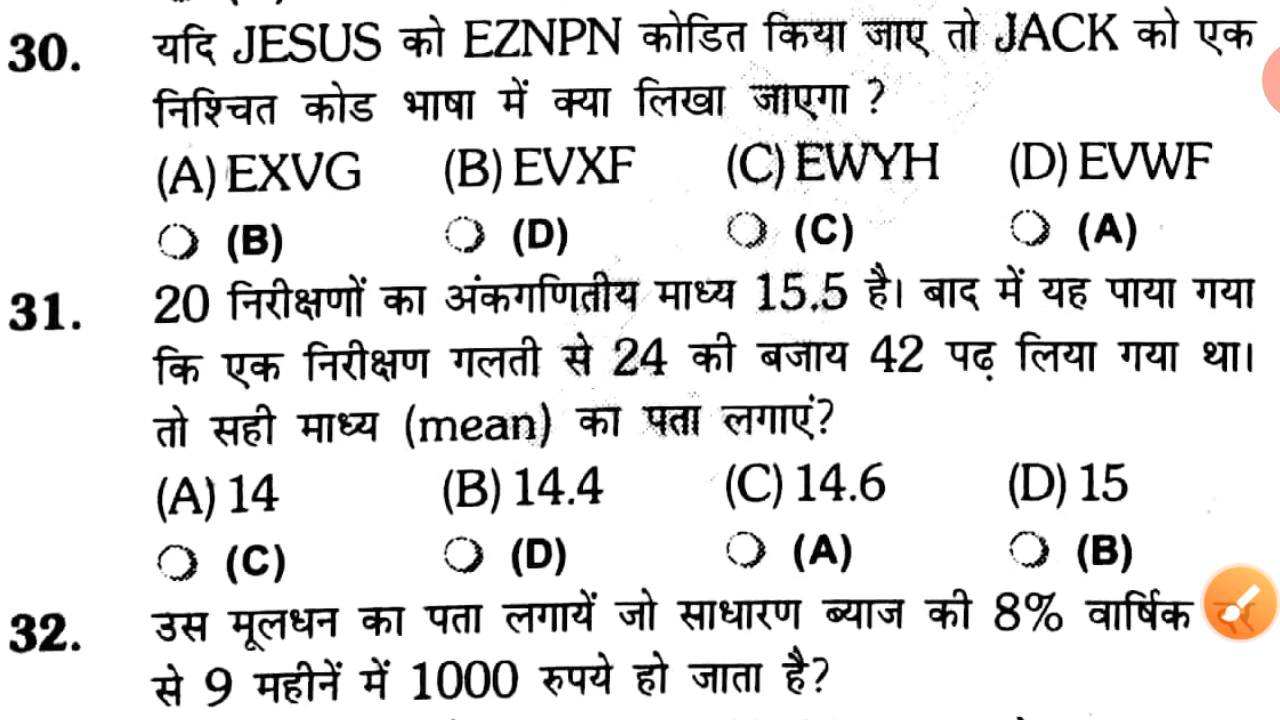 30. यदि JESUS को EZNPN कोडित किया जाए तो JACK को एक
निश्चित कोड भाषा में क्या लिखा जाएगा ?
(A) EXVG (B) EVXF (C) EWYH (D) EVWF
(B) (D) (C) (A)
31. 20 निरीक्षणों का अंकगणितीय माध्य 15.5 है। बाद में यह पाया गया
कि एक निरीक्षण गलती से 24 की बजाय 42 पढ़ लिया गया था।
तो सही माध्य (mean) का पता लगाएं?
(A) 14 (B) 14.4 (C) 14.6 (D) 15
(C) (D) (A) (B)
32. उस मूलधन का पता लगायें जो साधारण ब्याज की 8% वार्षिक
से 9 महीनें में 1000 रुपये हो जाता है?